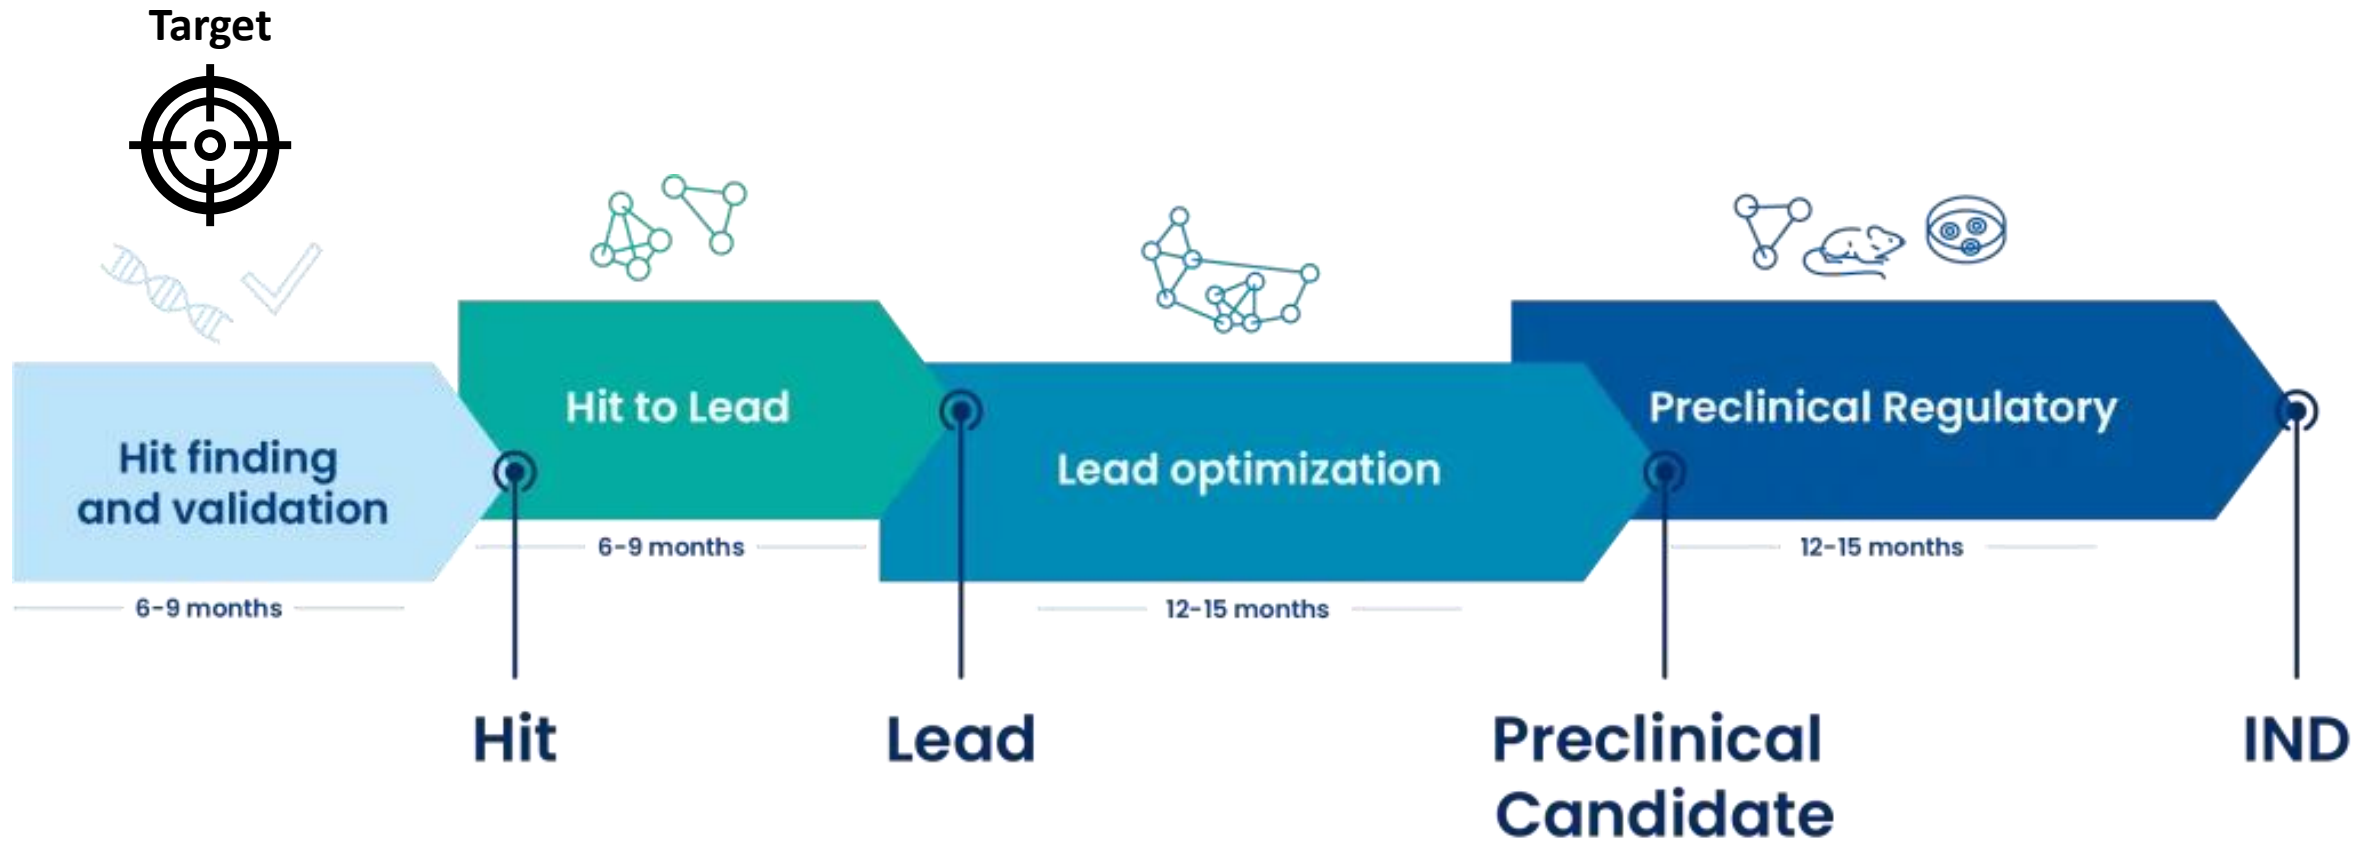 Target
Hit finding
and validation
6-9 months
Hit to Lead
6-9 months
Lead optimization
12-15 months
Preclinical Regulatory
12-15 months
Hit
Lead
Preclinical
Candidate
IND